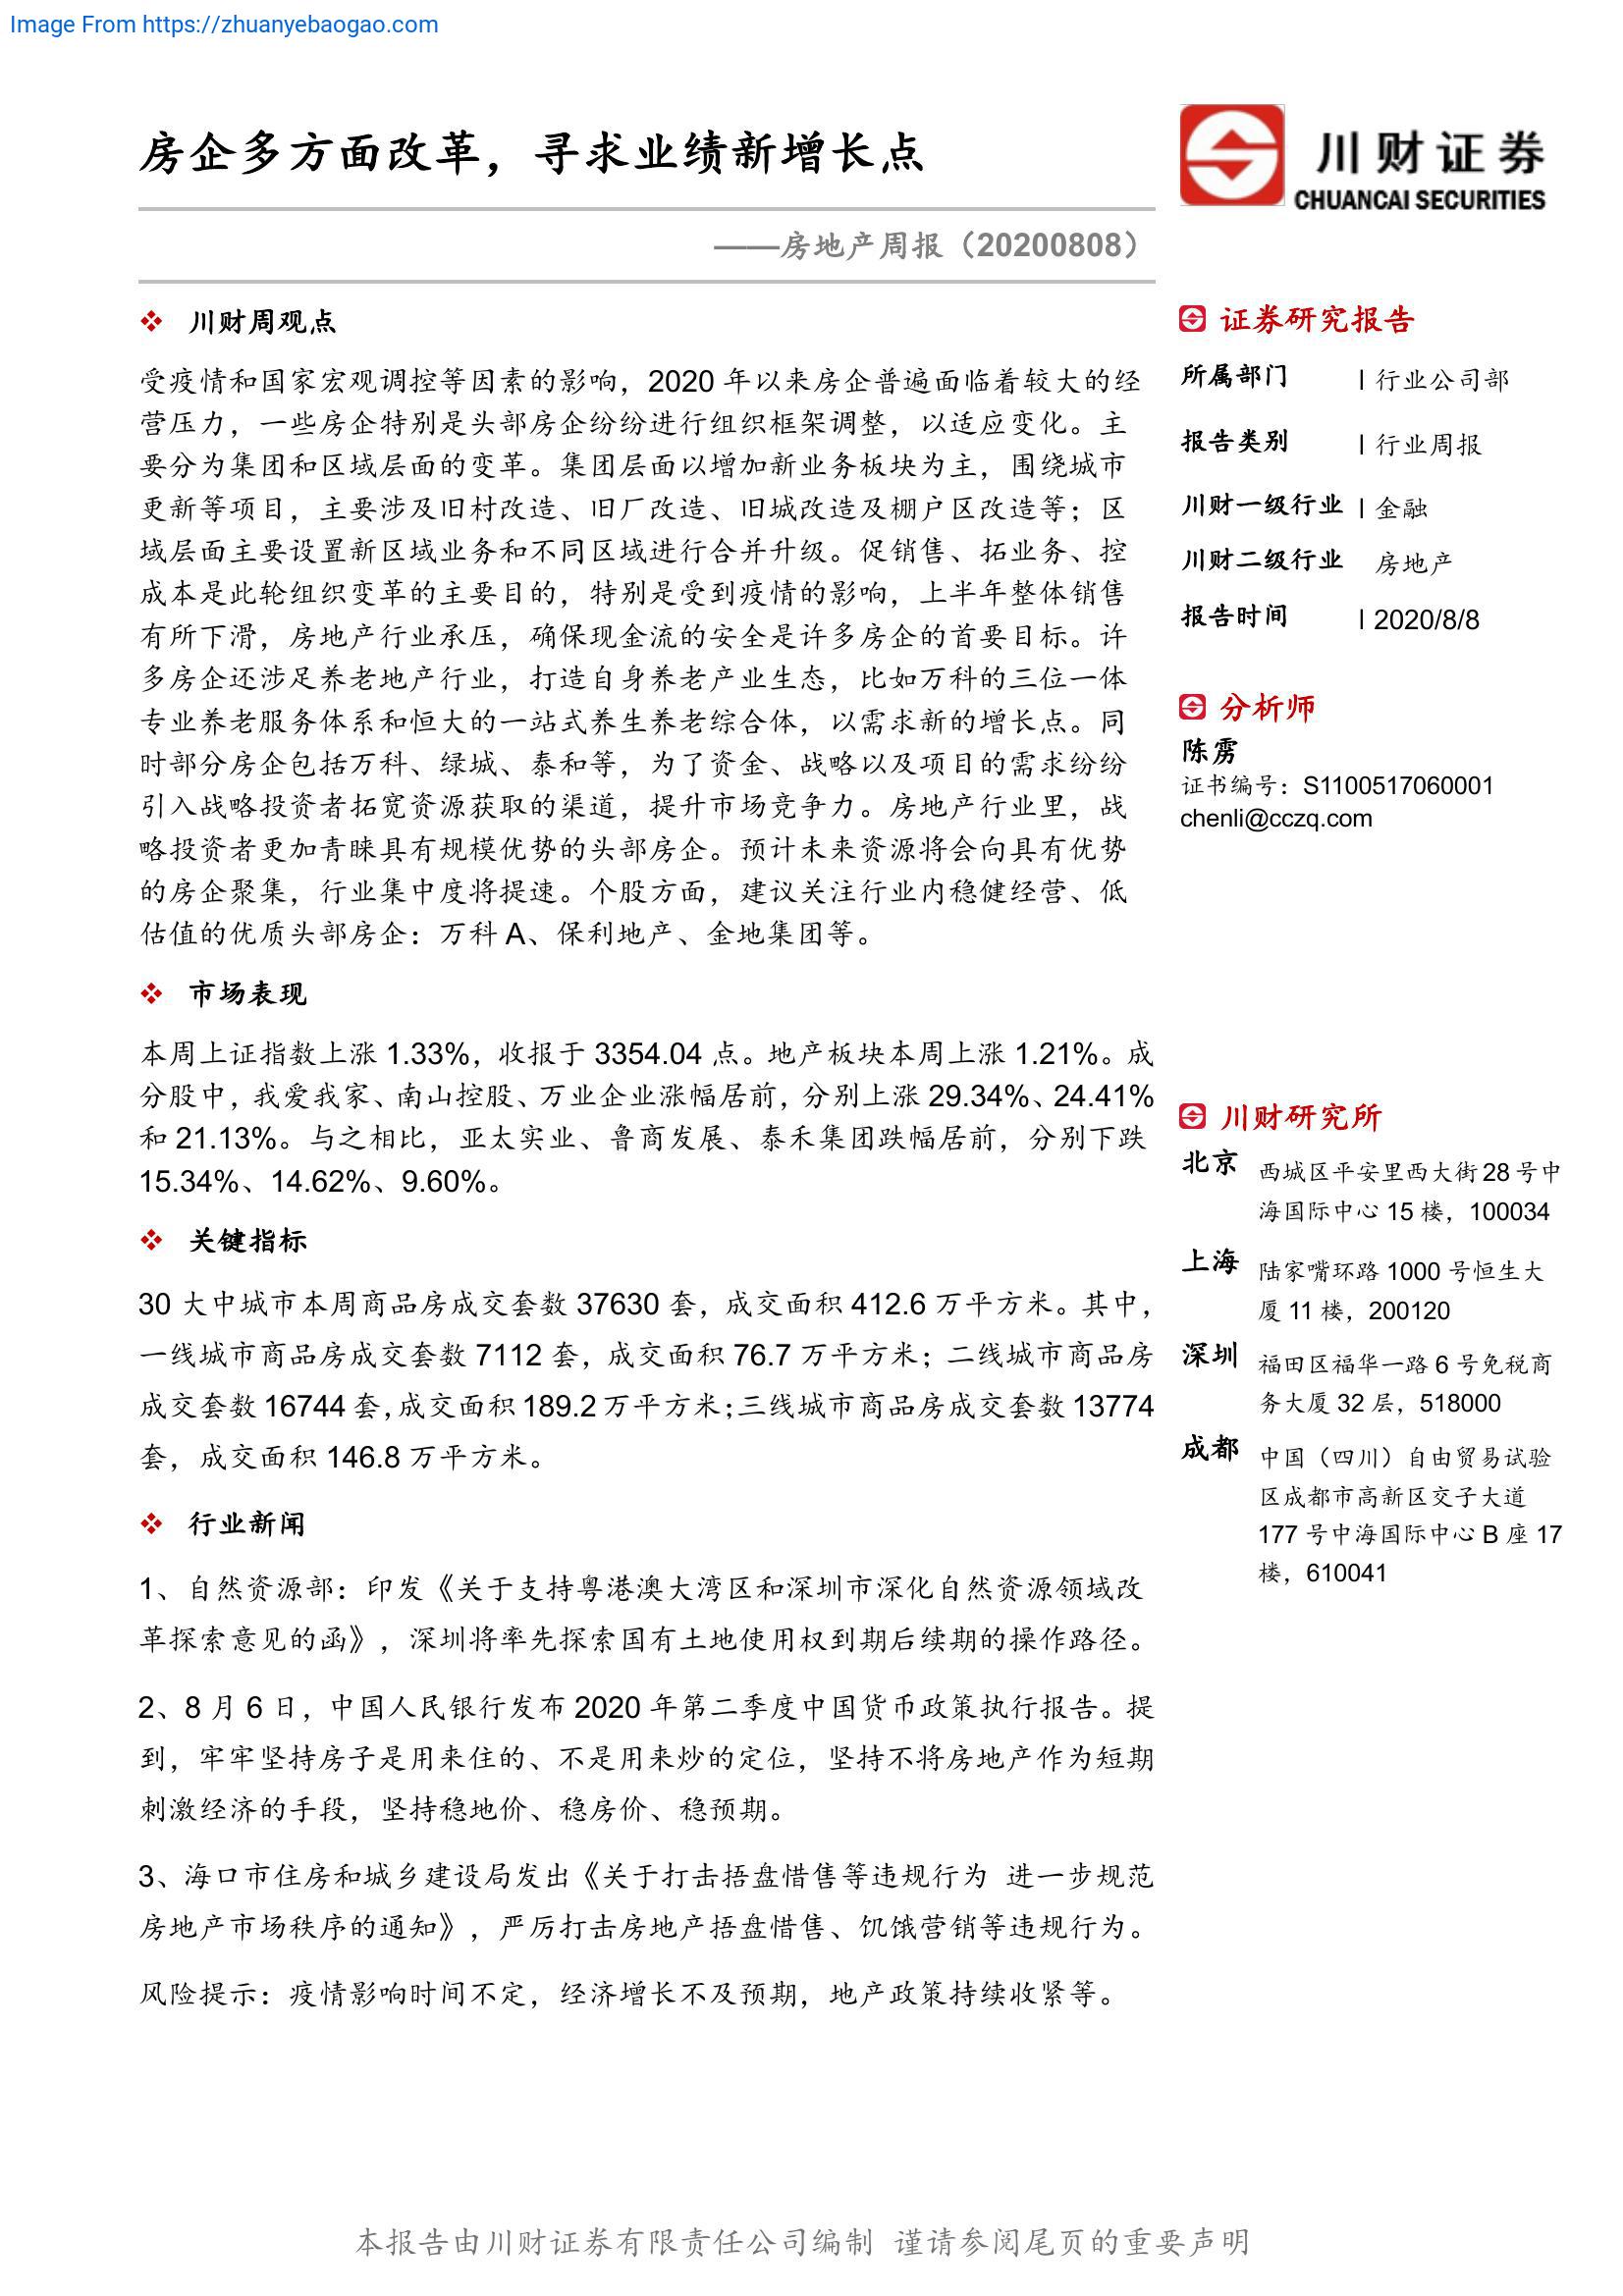 Image From https://zhuanyebaogao.com
房企多方面改革，寻求业绩新增长点
——房地产周报（20200808）
川财周观点
受疫情和国家宏观调控等因素的影响，2020 年以来房企普遍面临着较大的经
营压力，一些房企特别是头部房企纷纷进行组织框架调整，以适应变化。主
要分为集团和区域层面的变革。集团层面以增加新业务板块为主，围绕城市
更新等项目，主要涉及旧村改造、旧厂改造、旧城改造及棚户区改造等；区
域层面主要设置新区域业务和不同区域进行合并升级。促销售、拓业务、控
成本是此轮组织变革的主要目的，特别是受到疫情的影响，上半年整体销售
有所下滑，房地产行业承压，确保现金流的安全是许多房企的首要目标。许
多房企还涉足养老地产行业，打造自身养老产业生态，比如万科的三位一体
专业养老服务体系和恒大的一站式养生养老综合体，以需求新的增长点。同
时部分房企包括万科、绿城、泰和等，为了资金、战略以及项目的需求纷纷
引入战略投资者拓宽资源获取的渠道，提升市场竞争力。房地产行业里，战
略投资者更加青睐具有规模优势的头部房企。预计未来资源将会向具有优势
的房企聚集，行业集中度将提速。个股方面，建议关注行业内稳健经营、低
估值的优质头部房企：万科 A、保利地产、金地集团等。
市场表现
本周上证指数上涨 1.33%，收报于 3354.04 点。地产板块本周上涨 1.21%。成
分股中，我爱我家、南山控股、万业企业涨幅居前，分别上涨 29.34%、24.41%
和 21.13%。与之相比，亚太实业、鲁商发展、泰禾集团跌幅居前，分别下跌
15.34%、14.62%、9.60%。
关键指标
30 大中城市本周商品房成交套数 37630 套，成交面积 412.6 万平方米。其中，
一线城市商品房成交套数 7112 套，成交面积 76.7 万平方米；二线城市商品房
成交套数 16744 套，成交面积 189.2 万平方米；三线城市商品房成交套数 13774
套，成交面积 146.8 万平方米。
行业新闻
1、自然资源部：印发《关于支持粤港澳大湾区和深圳市深化自然资源领域改
革探索意见的函》，深圳将率先探索国有土地使用权到期后续期的操作路径。
2、8 月 6 日，中国人民银行发布 2020 年第二季度中国货币政策执行报告。提
到，牢牢坚持房子是用来住的、不是用来炒的定位，坚持不将房地产作为短期
刺激经济的手段，坚持稳地价、稳房价、稳预期。
3、海口市住房和城乡建设局发出《关于打击捂盘惜售等违规行为 进一步规范
房地产市场秩序的通知》，严厉打击房地产捂盘惜售、饥饿营销等违规行为。
风险提示：疫情影响时间不定，经济增长不及预期，地产政策持续收紧等。
川财证券
CHUANCAI SECURITIES
证券研究报告
所属部门 | 行业公司部
报告类别 | 行业周报
川财一级行业 | 金融
川财二级行业 房地产
报告时间 | 2020/8/8
分析师
陈雳
证书编号：S1100517060001
chenli@cczq.com
川财研究所
北京 西城区平安里西大街 28 号中
海国际中心 15 楼，100034
上海 陆家嘴环路 1000 号恒生大
厦 11 楼，200120
深圳 福田区福华一路 6 号免税商
务大厦 32 层，518000
成都 中国（四川）自由贸易试验
区成都市高新区交子大道
177 号中海国际中心 B 座 17
楼，610041
本报告由川财证券有限责任公司编制 谨请参阅尾页的重要声明